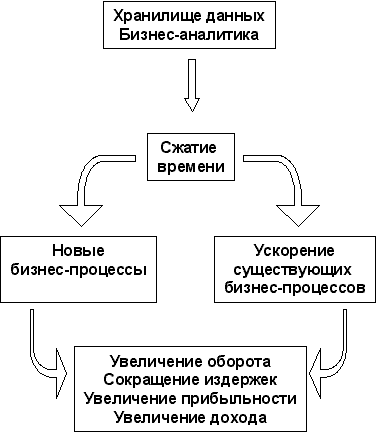 Хранилище данных
Бизнес-аналитика
Сжатие
времени
Новые
бизнес-процессы
Ускорение
существующих
бизнес-процессов
Увеличение оборота
Сокращение издержек
Увеличение прибыльности
Увеличение дохода